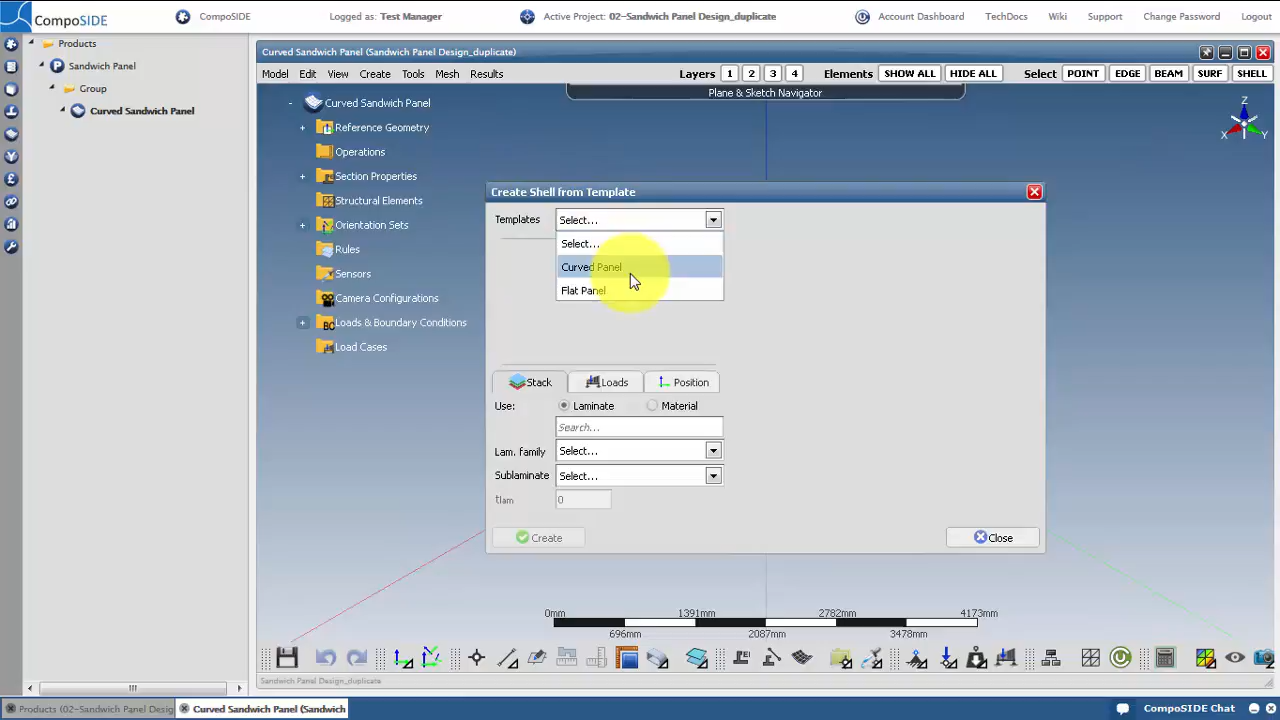 CompoSIDE
CompoSIDE
Logged as: Test Manager
Active Project: 02-Sandwich Panel Design_duplicate
Account Dashboard
TechDocs
Wiki
Support
Change Password
Logout
Products
Sandwich Panel
Group
Curved Sandwich Panel
Curved Sandwich Panel (Sandwich Panel Design_duplicate)
Model Edit View Create Tools Mesh Results
Layers 1 2 3 4 Elements SHOW ALL HIDE ALL Select POINT EDGE BEAM SURF SHELL
Plane & Sketch Navigator
- Curved Sandwich Panel
+ Reference Geometry
Operations
+ Section Properties
Structural Elements
+ Orientation Sets
Rules
Sensors
Camera Configurations
+ Loads & Boundary Conditions
Load Cases
Z
X Y
Create Shell from Template
Templates Select...
Select...
Curved Panel
Flat Panel
Stack Loads Position
Use: Laminate Material
Search...
Lam. family Select...
Sublaminate Select...
tlam 0
Create Close
0mm 1391mm 2782mm 4173mm
696mm 2087mm 3478mm
Sandwich Panel Design_duplicate
Products (02-Sandwich Panel Desig
Curved Sandwich Panel (Sandwich
CompoSIDE Chat